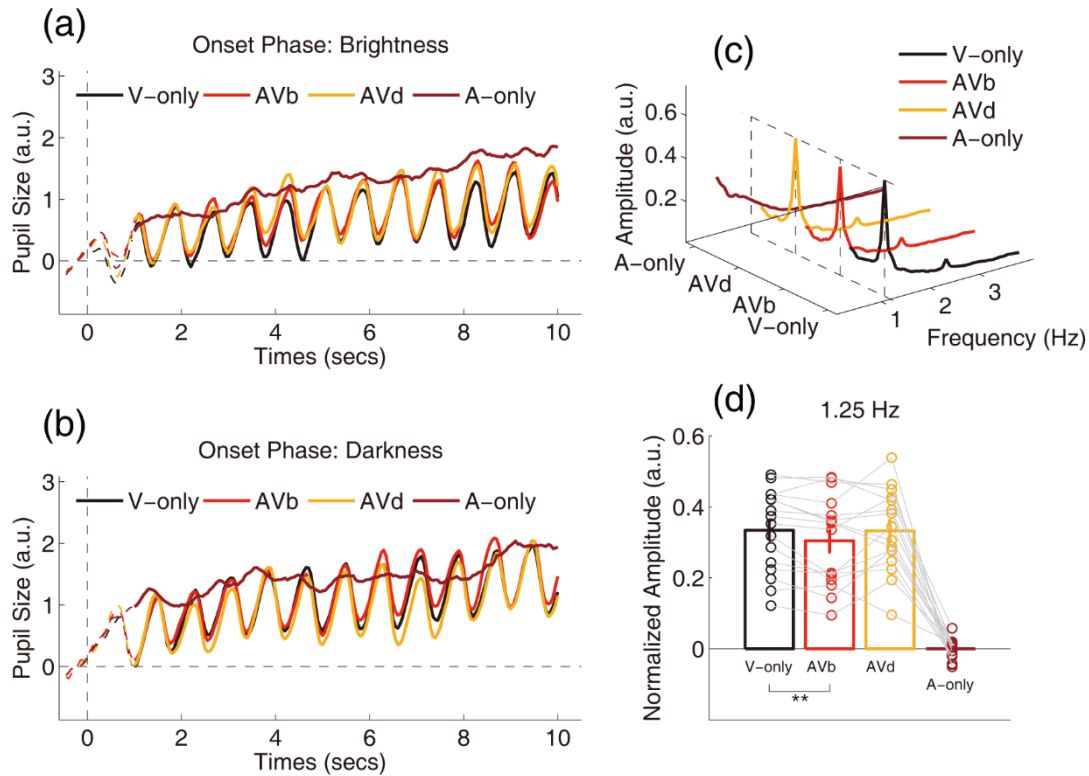 (a)
Onset Phase: Brightness
V-only AVb AVd A-only
Pupil Size (a.u.)
3
2
1
0
0 2 4 6 8 10
Times (secs)
(b)
Onset Phase: Darkness
V-only AVb AVd A-only
Pupil Size (a.u.)
3
2
1
0
0 2 4 6 8 10
Times (secs)
(c)
V-only
AVb
AVd
A-only
Amplitude (a.u.)
0.6
0.4
0.2
A-only
AVd
AVb
V-only
1
2
3
Frequency (Hz)
(d)
1.25 Hz
Normalized Amplitude (a.u.)
0.6
0.4
0.2
0
V-only AVb AVd A-only
**